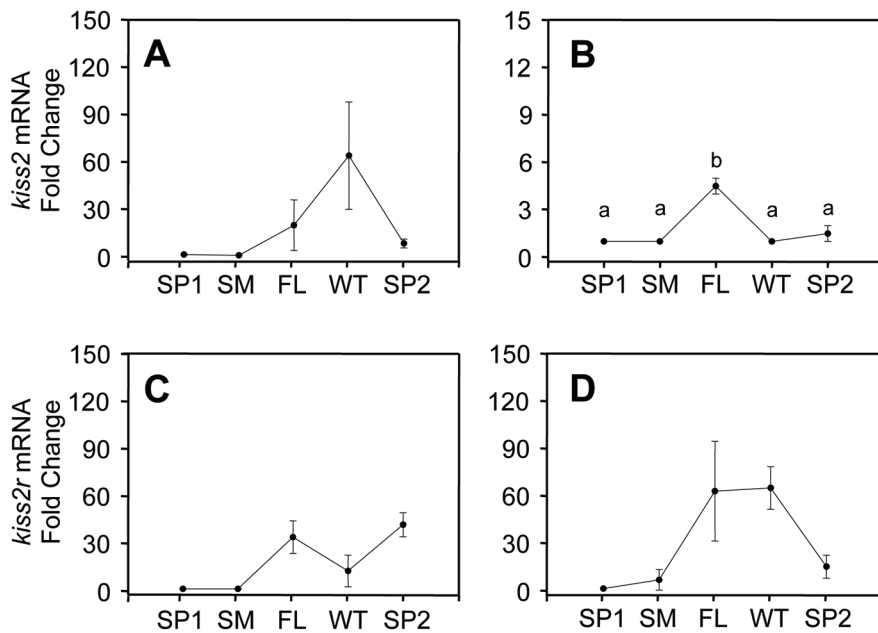 A
kiss2 mRNA
Fold Change
150
120
90
60
30
0
SP1 SM FL WT SP2
B
15
12
9
6
3
0
a a b a a
SP1 SM FL WT SP2
C
kiss2r mRNA
Fold Change
150
120
90
60
30
0
SP1 SM FL WT SP2
D
150
120
90
60
30
0
SP1 SM FL WT SP2